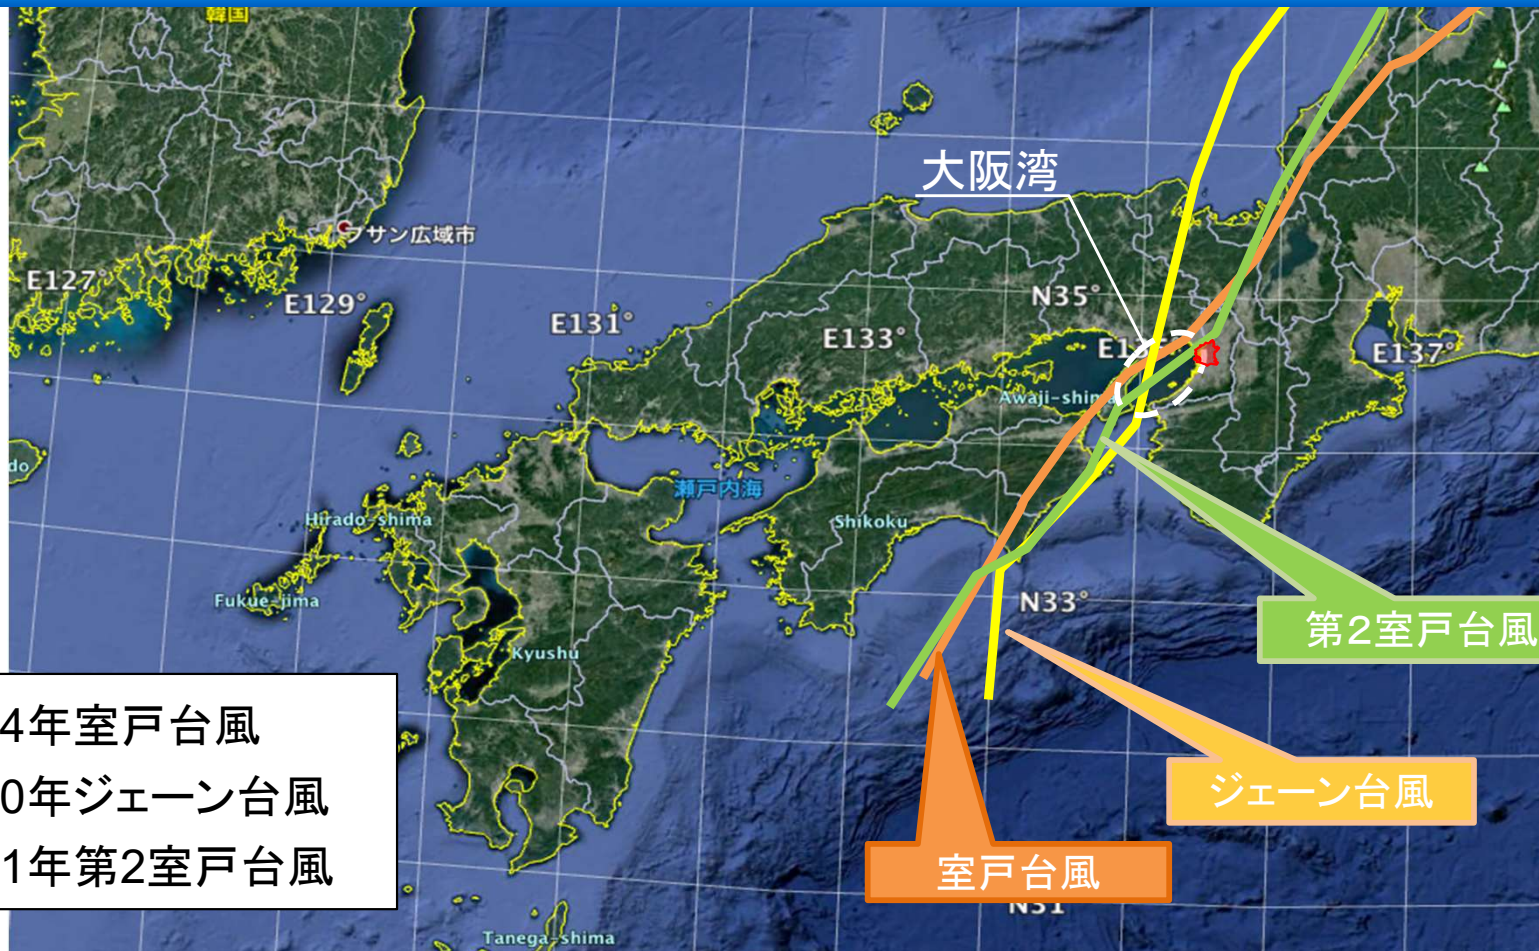 韓国
大阪湾
プサン広域市
E127°
E129°
E131°
E133°
N35°
E137°
Awaji-shima
do
瀬戸内海
Hirado-shima
Shikoku
Fukue-jima
N33°
第2室戸台風
Kyushu
4年室戸台風
0年ジェーン台風
1年第2室戸台風
ジェーン台風
室戸台風
N31
Tanega-shima